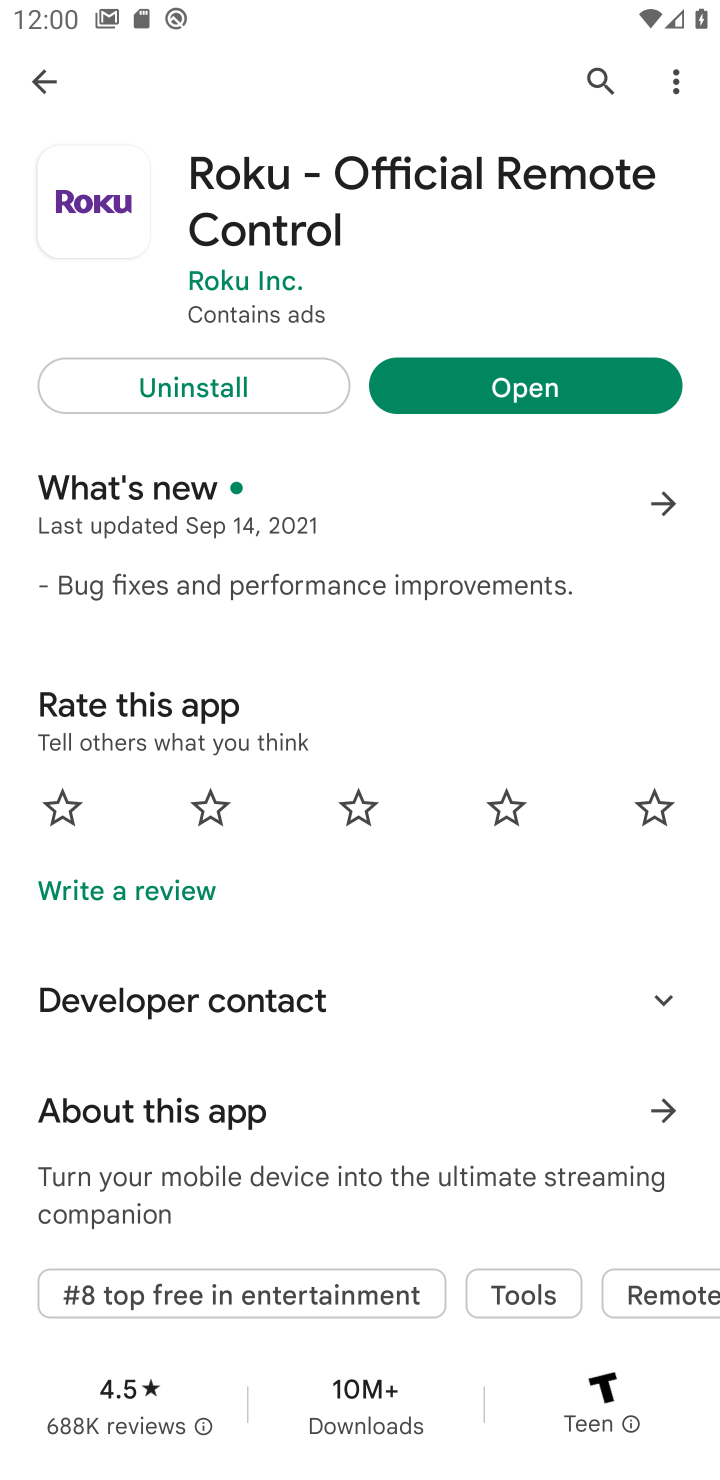 12:00
Roku
Roku - Official Remote
Control
Roku Inc.
Contains ads
Uninstall
Open
What's new
Last updated Sep 14, 2021
- Bug fixes and performance improvements.
Rate this app
Tell others what you think
Write a review
Developer contact
About this app
Turn your mobile device into the ultimate streaming
companion
#8 top free in entertainment
Tools
Remote
4.5★
10M+
T
688K reviews
Downloads
Teen